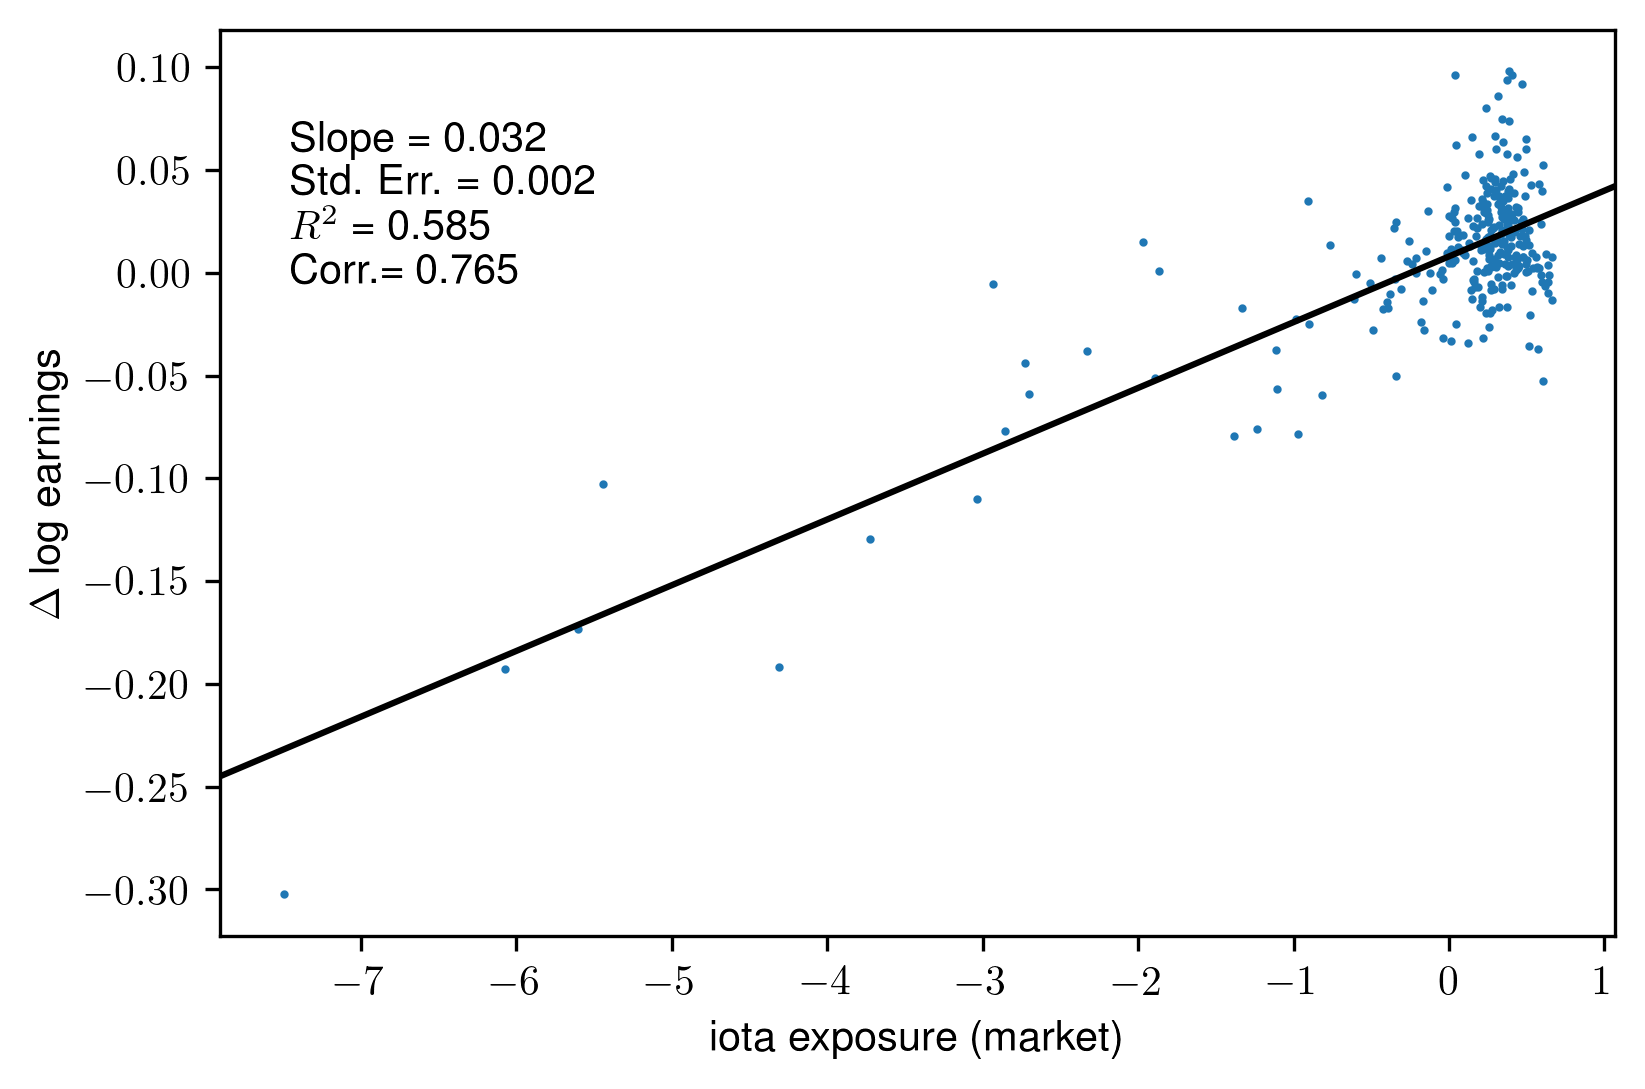 0.10
0.05
0.00
−0.05
−0.10
−0.15
−0.20
−0.25
−0.30
Δ log earnings
Slope = 0.032
Std. Err. = 0.002
R² = 0.585
Corr.= 0.765
−7 −6 −5 −4 −3 −2 −1 0 1
iota exposure (market)